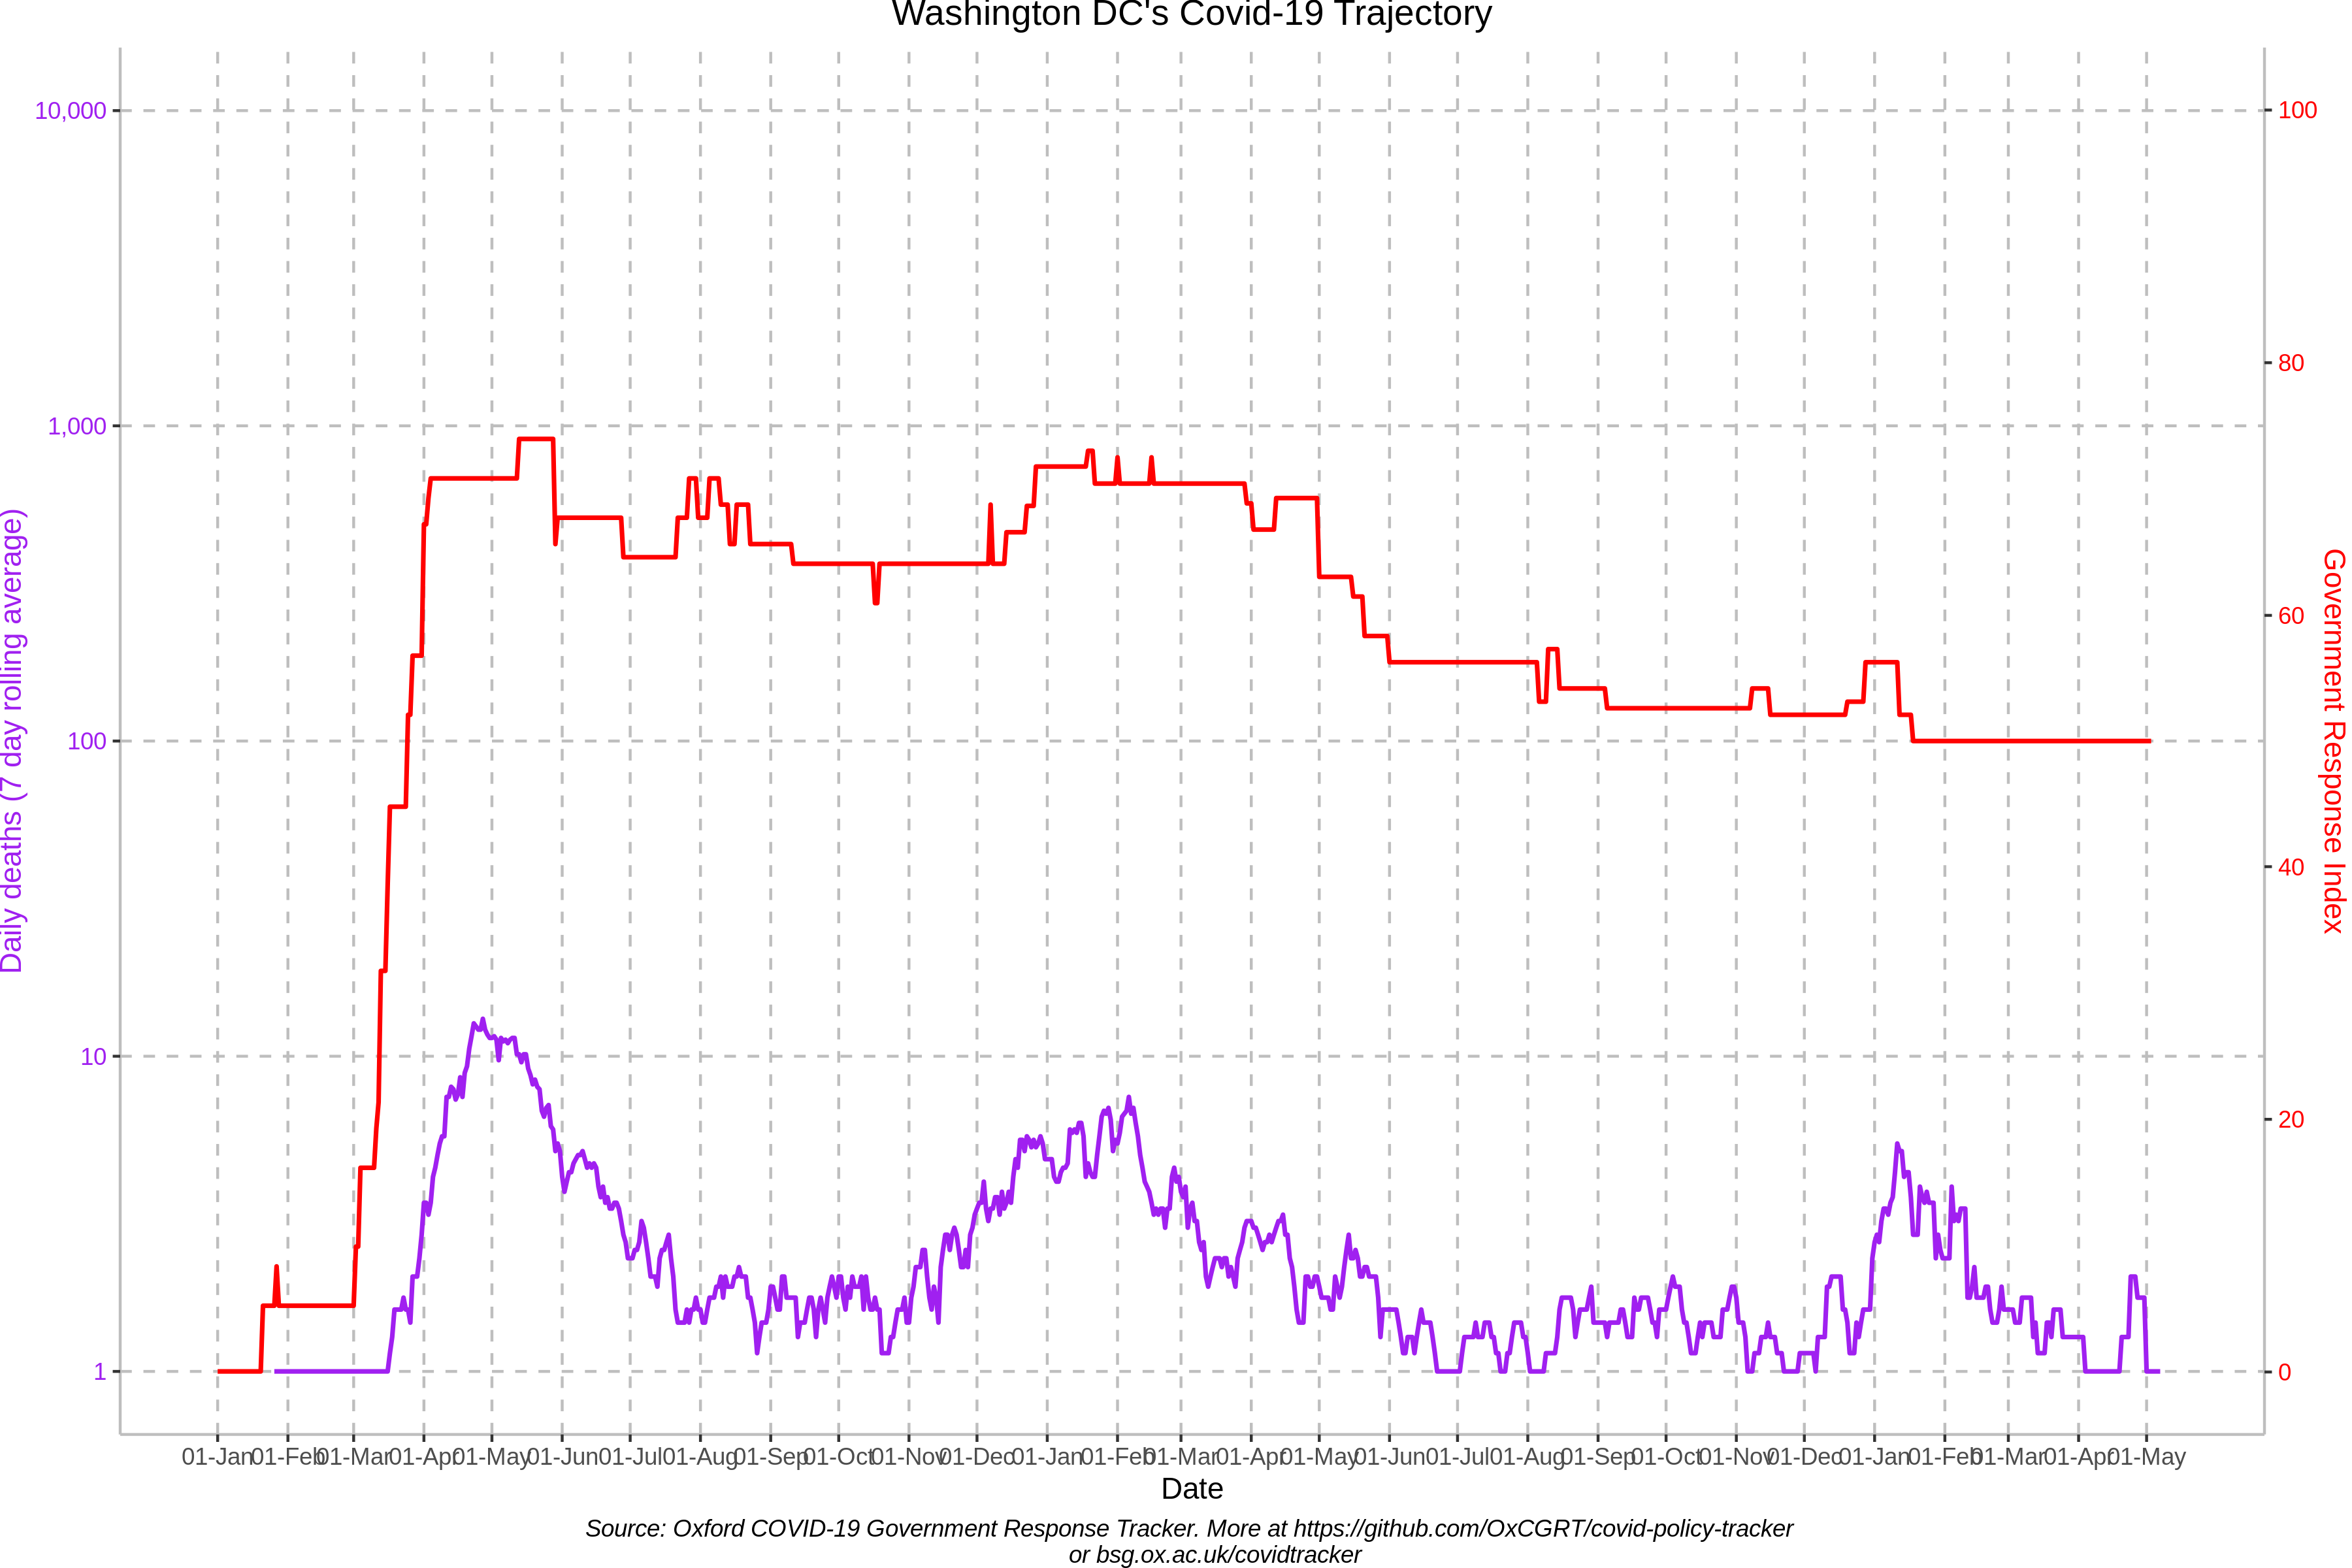 Washington DC's Covid-19 Trajectory
10,000
1,000
100
10
1
Daily deaths (7 day rolling average)
100
80
60
40
20
0
Government Response Index
01-Jan 01-Feb 01-Mar 01-Apr 01-May 01-Jun 01-Jul 01-Aug 01-Sep 01-Oct 01-Nov 01-Dec 01-Jan 01-Feb 01-Mar 01-Apr 01-May 01-Jun 01-Jul 01-Aug 01-Sep 01-Oct 01-Nov 01-Dec 01-Jan 01-Feb 01-Mar 01-Apr 01-May
Date
Source: Oxford COVID-19 Government Response Tracker. More at https://github.com/OxCGRT/covid-policy-tracker
or bsg.ox.ac.uk/covidtracker